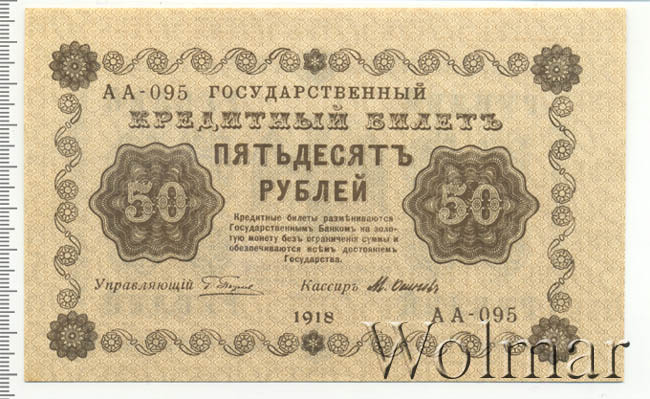 АА-095 ГОСУДАРСТВЕННЫЙ
КРЕДИТНЫЙ БИЛЕТЪ
ПЯТЬДЕСЯТЪ
РУБЛЕЙ
50
50
Кредитные билеты размѣниваются
Государственнымъ Банкомъ на золо-
тую монету безъ ограниченія суммы и
обезпечиваются всѣмъ достояніемъ
Государства.
Управляющій
Кассиръ
1918
АА-095
Wolmar